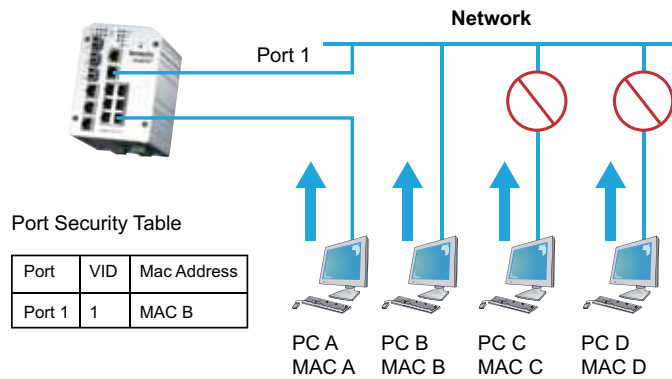 Network
Port 1
Port Security Table
Port VID Mac Address
Port 1 1 MAC B
PC A PC B PC C PC D
MAC A MAC B MAC C MAC D